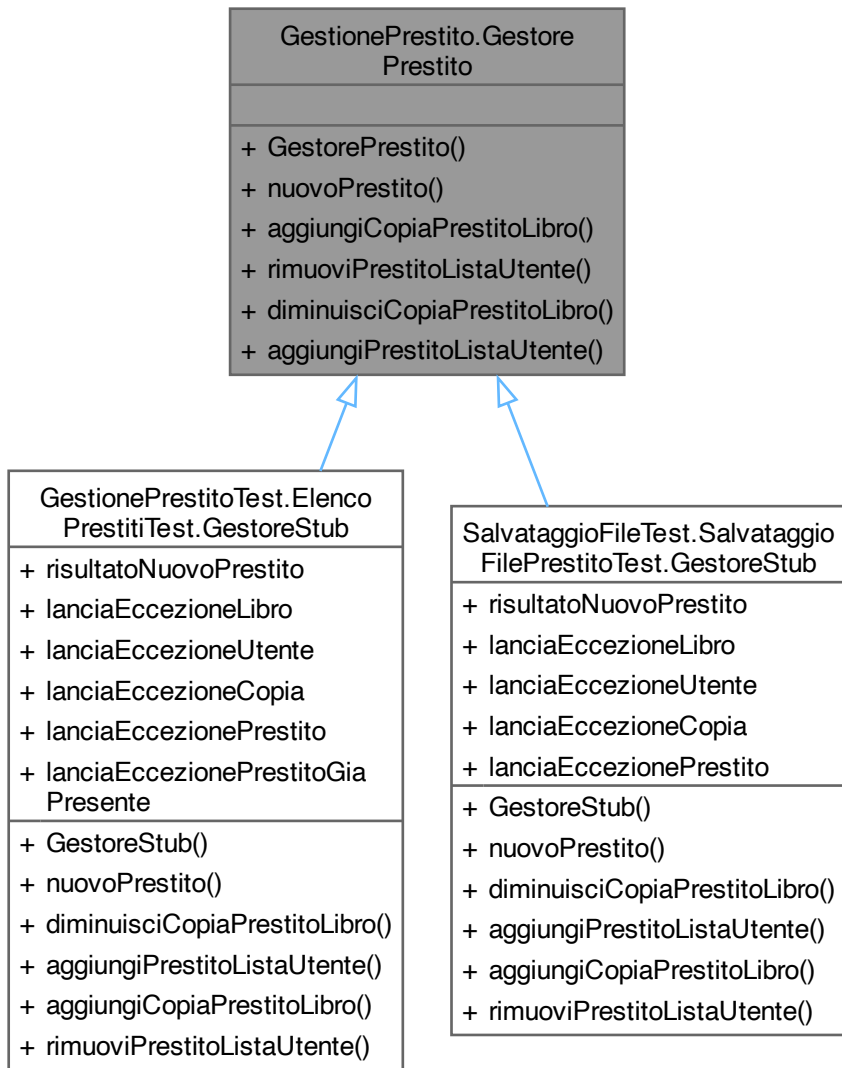 GestionePrestito.Gestore
Prestito
+ GestorePrestito()
+ nuovoPrestito()
+ aggiungiCopiaPrestitoLibro()
+ rimuoviPrestitoListaUtente()
+ diminuisciCopiaPrestitoLibro()
+ aggiungiPrestitoListaUtente()
GestionePrestitoTest.Elenco
PrestitiTest.GestoreStub
+ risultatoNuovoPrestito
+ lanciaEccezioneLibro
+ lanciaEccezioneUtente
+ lanciaEccezioneCopia
+ lanciaEccezionePrestito
+ lanciaEccezionePrestitoGia
Presente
+ GestoreStub()
+ nuovoPrestito()
+ diminuisciCopiaPrestitoLibro()
+ aggiungiPrestitoListaUtente()
+ aggiungiCopiaPrestitoLibro()
+ rimuoviPrestitoListaUtente()
SalvataggioFileTest.Salvataggio
FilePrestitoTest.GestoreStub
+ risultatoNuovoPrestito
+ lanciaEccezioneLibro
+ lanciaEccezioneUtente
+ lanciaEccezioneCopia
+ lanciaEccezionePrestito
+ GestoreStub()
+ nuovoPrestito()
+ diminuisciCopiaPrestitoLibro()
+ aggiungiPrestitoListaUtente()
+ aggiungiCopiaPrestitoLibro()
+ rimuoviPrestitoListaUtente()